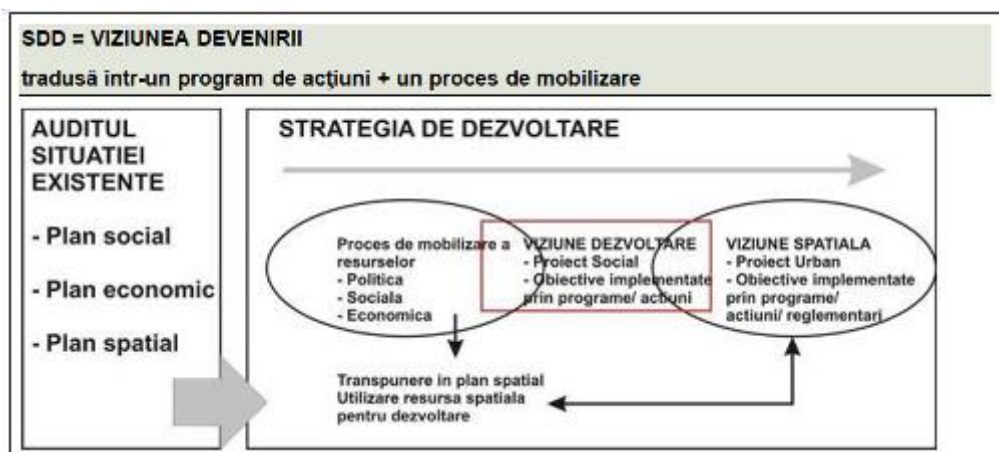 SDD = VIZIUNEA DEVENIRII
tradusă intr-un program de acţiuni + un proces de mobilizare
AUDITUL
SITUATIEI
EXISTENTE
- Plan social
- Plan economic
- Plan spatial
STRATEGIA DE DEZVOLTARE
Proces de mobilizare a
resurselor
- Politica
- Sociala
- Economica
VIZIUNE DEZVOLTARE
- Proiect Social
- Obiective implementate
prin programe/ actiuni
VIZIUNE SPATIALA
- Proiect Urban
- Obiective implementate
prin programe/
actiuni/ reglementari
Transpunere in plan spatial
Utilizare resursa spatiala
pentru dezvoltare